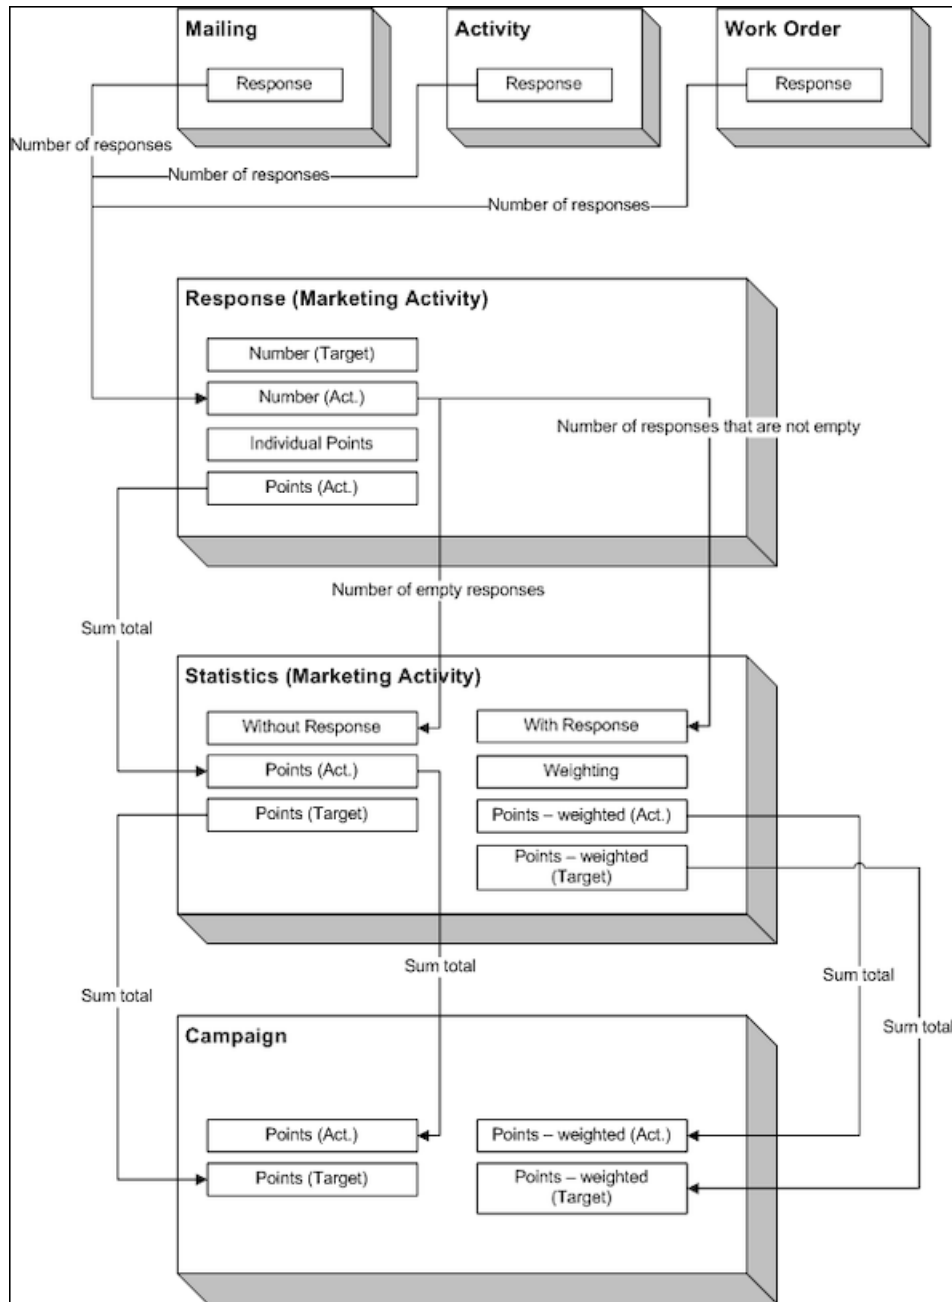 Mailing
Activity
Work Order
Response
Response
Response
Number of responses
Number of responses
Number of responses
Response (Marketing Activity)
Number (Target)
Number (Act.)
Number of responses that are not empty
Individual Points
Points (Act.)
Number of empty responses
Sum total
Statistics (Marketing Activity)
Without Response
With Response
Points (Act.)
Weighting
Points (Target)
Points – weighted (Act.)
Points – weighted
(Target)
Sum total
Sum total
Sum total
Sum total
Campaign
Points (Act.)
Points – weighted (Act.)
Points (Target)
Points – weighted
(Target)